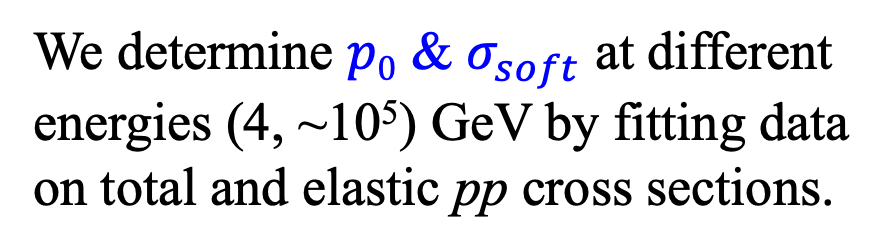 We determine p₀ & σₛₒ𝒻ₜ at different
energies (4, ~10⁵) GeV by fitting data
on total and elastic pp cross sections.